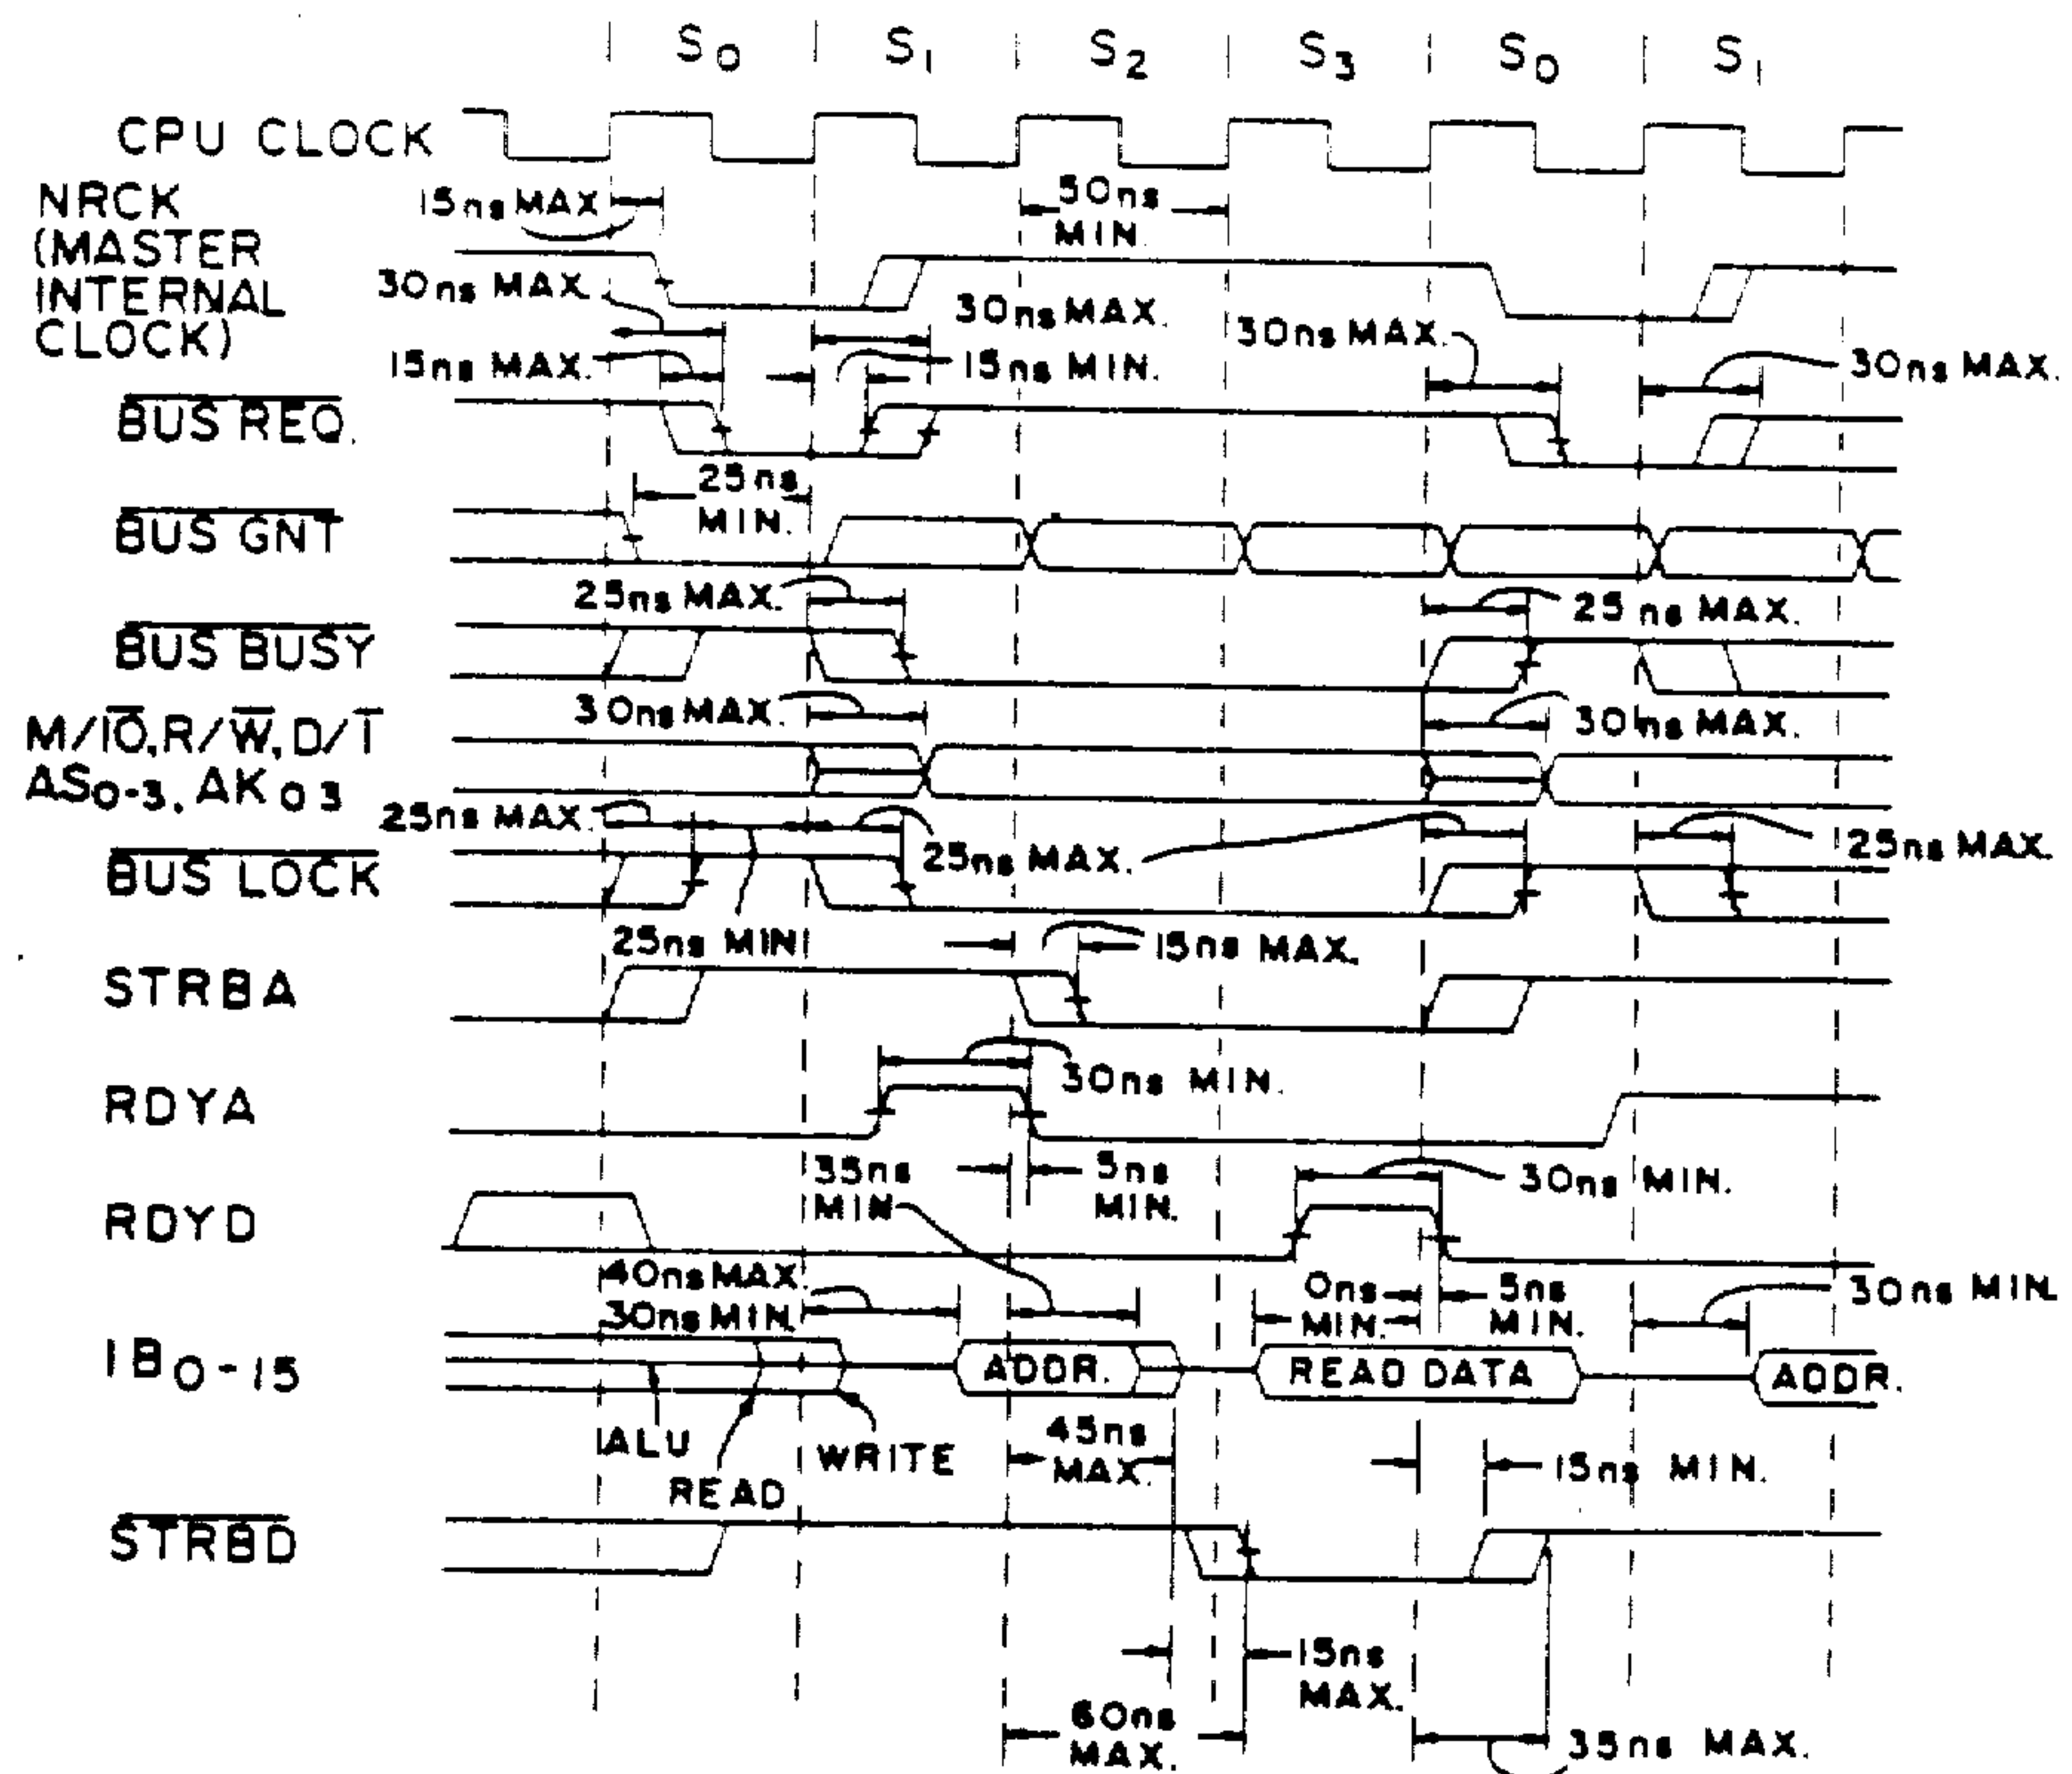 S0 S1 S2 S3 S0 S1
CPU CLOCK
NRCK
(MASTER
INTERNAL
CLOCK)
15ns MAX
50ns
MIN
30ns MAX.
30ns MAX.
30ns MAX.
15ns MAX.
15ns MIN.
30ns MAX.
BUS REQ.
25ns
MIN.
BUS GNT
25ns MAX.
25 ns MAX.
BUS BUSY
30ns MAX.
30 ns MAX.
M/IO, R/W, D/T
AS0-3, AK 0 3
25ns MAX.
25ns MAX.
25ns MAX.
BUS LOCK
25ns MIN
15ns MAX.
STRBA
30ns MIN.
RDYA
35ns
MIN
5ns
MIN.
30ns MIN.
RDYD
40ns MAX.
30ns MIN.
0ns
MIN.
5ns
MIN.
30ns MIN.
IB0-15
ADDR.
READ DATA
ADDR.
ALU
READ
WRITE
45ns
MAX.
15ns MIN.
STRBD
15ns
MAX.
60ns
MAX.
35ns MAX.